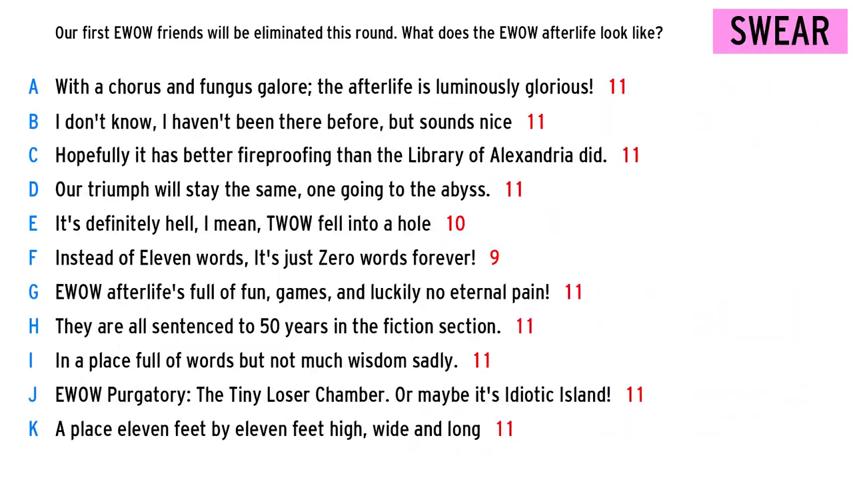 Our first EWOW friends will be eliminated this round. What does the EWOW afterlife look like?
SWEAR
A With a chorus and fungus galore; the afterlife is luminously glorious! 11
B I don't know, I haven't been there before, but sounds nice 11
C Hopefully it has better fireproofing than the Library of Alexandria did. 11
D Our triumph will stay the same, one going to the abyss. 11
E It's definitely hell, I mean, TWOW fell into a hole 10
F Instead of Eleven words, It's just Zero words forever! 9
G EWOW afterlife's full of fun, games, and luckily no eternal pain! 11
H They are all sentenced to 50 years in the fiction section. 11
I In a place full of words but not much wisdom sadly. 11
J EWOW Purgatory: The Tiny Loser Chamber. Or maybe it's Idiotic Island! 11
K A place eleven feet by eleven feet high, wide and long 11